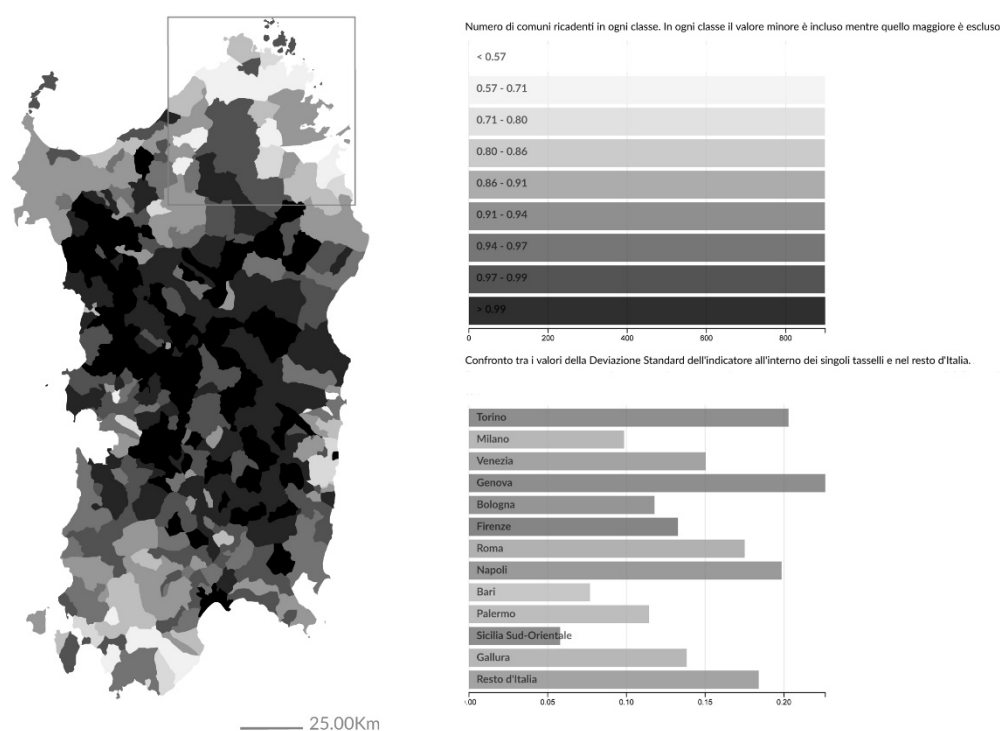 Numero di comuni ricadenti in ogni classe. In ogni classe il valore minore è incluso mentre quello maggiore è escluso
< 0.57
0.57 - 0.71
0.71 - 0.80
0.80 - 0.86
0.86 - 0.91
0.91 - 0.94
0.94 - 0.97
0.97 - 0.99
> 0.99
0 200 400 600 800
Confronto tra i valori della Deviazione Standard dell'indicatore all'interno dei singoli tasselli e nel resto d'Italia.
Torino
Milano
Venezia
Genova
Bologna
Firenze
Roma
Napoli
Bari
Palermo
Sicilia Sud-Orientale
Gallura
Resto d'Italia
.00 0.05 0.10 0.15 0.20
25.00Km